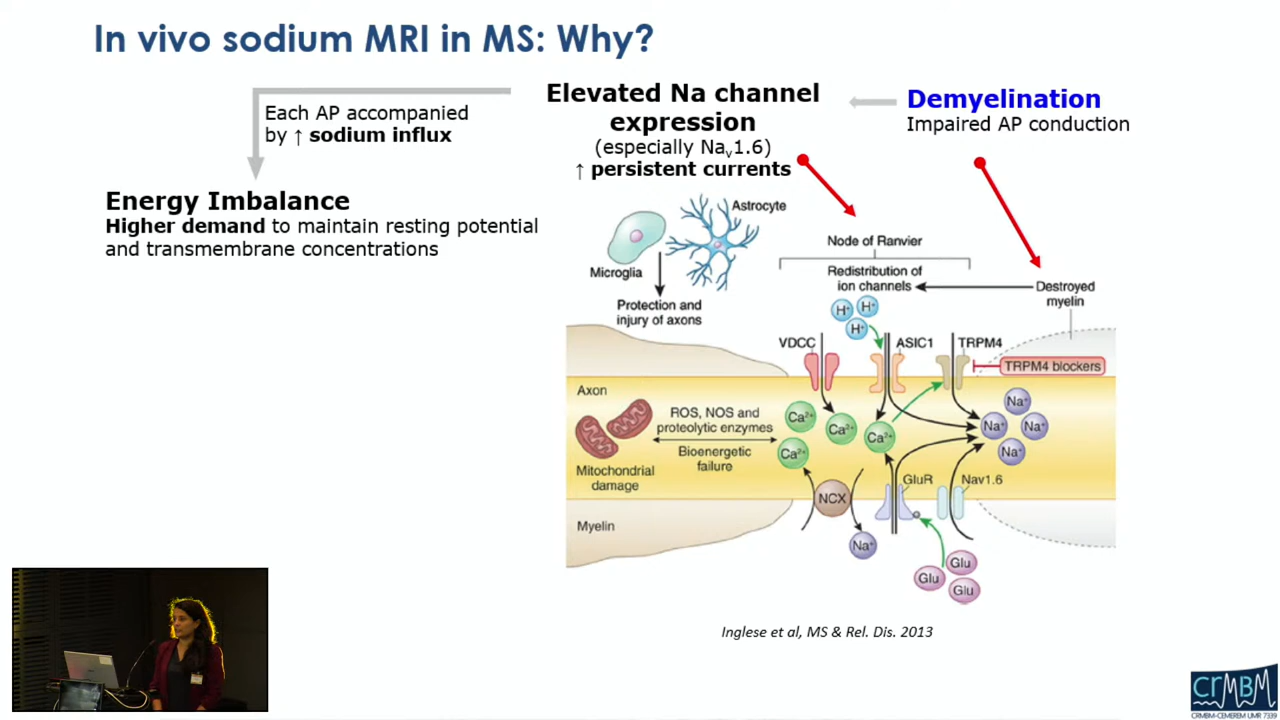 In vivo sodium MRI in MS: Why?
Each AP accompanied
by ↑ sodium influx
Elevated Na channel
expression
(especially Nav1.6)
↑ persistent currents
Demyelination
Impaired AP conduction
Energy Imbalance
Higher demand to maintain resting potential
and transmembrane concentrations
Astrocyte
Microglia
Protection and
injury of axons
Node of Ranvier
Redistribution of
ion channels
Destroyed
myelin
H+
H+
H+
VDCC
ASIC1
TRPM4
TRPM4 blockers
Axon
ROS, NOS and
proteolytic enzymes
Bioenergetic
failure
Mitochondrial
damage
Ca2+
Ca2+
Ca2+
Ca2+
Na+
Na+
Na+
Na+
GluR
Nav1.6
NCX
Myelin
Na+
Glu
Glu
Glu
Inglese et al, MS & Rel. Dis. 2013
CRMBM
CRMBM-CEMEREM UMR 7339